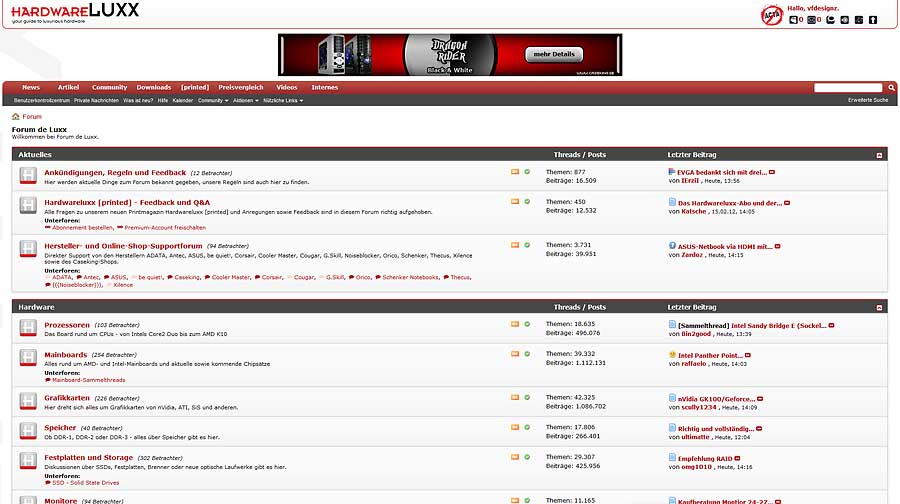 HARDWARELUXX
your guide to luxurious hardware
Hallo, vfdesignz.
ACTA
0 0
DRAGON RIDER
Black & White
mehr Details
WWW.CASEKING.DE
News Artikel Community Downloads [printed] Preisvergleich Videos Internes
Benutzerkontrollzentrum Private Nachrichten Was ist neu? Hilfe Kalender Community Aktionen Nützliche Links Erweiterte Suche
Forum
Forum de Luxx
Willkommen bei Forum de Luxx.
Aktuelles Threads / Posts Letzter Beitrag
Ankündigungen, Regeln und Feedback (12 Betrachter)
Hier werden aktuelle Dinge zum Forum bekannt gegeben, unsere Regeln sind auch hier zu finden.
Themen: 877
Beiträge: 16.509
EVGA bedankt sich mit drei...
von IErziI , Heute, 13:56
Hardwareluxx [printed] - Feedback und Q&A
Alle Fragen zu unserem neuen Printmagazin Hardwareluxx [printed] und Anregungen sowie Feedback sind in diesem Forum richtig aufgehoben.
Unterforen:
Abonnement bestellen, Premium-Account freischalten
Themen: 450
Beiträge: 12.532
Das Hardwareluxx-Abo und der...
von Katsche , 15.02.12, 14:05
Hersteller- und Online-Shop-Supportforum (94 Betrachter)
Direkter Support von den Herstellern ADATA, Antec, ASUS, be quiet!, Corsair, Cooler Master, Cougar, G.Skill, Noiseblocker, Orico, Schenker, Thecus, Xilence
sowie des Caseking-Shops.
Unterforen:
ADATA, Antec, ASUS, be quiet!, Caseking, Cooler Master, Corsair, Cougar, G.Skill, Orico, Schenker Notebooks, Thecus,
{{{Noiseblocker}}}, Xilence
Themen: 3.731
Beiträge: 39.951
ASUS-Netbook via HDMI mit...
von Zardoz , Heute, 14:15
Hardware Threads / Posts Letzter Beitrag
Prozessoren (103 Betrachter)
Das Board rund um CPUs - von Intels Core2 Duo bis zum AMD K10
Themen: 18.635
Beiträge: 496.076
[Sammelthread] Intel Sandy Bridge E (Sockel...
von Bin2good , Heute, 13:39
Mainboards (254 Betrachter)
Alles rund um AMD- und Intel-Mainboards und aktuelle sowie kommende Chipsätze
Unterforen:
Mainboard-Sammelthreads
Themen: 39.332
Beiträge: 1.112.131
Intel Panther Point...
von raffaelo , Heute, 14:03
Grafikkarten (226 Betrachter)
Hier dreht sich alles um Grafikkarten von nVidia, ATI, SiS und anderen.
Themen: 42.325
Beiträge: 1.086.702
nVidia GK100/Geforce...
von scully1234 , Heute, 14:09
Speicher (40 Betrachter)
Ob DDR-1, DDR-2 oder DDR-3 - alles über Speicher gibt es hier.
Themen: 17.806
Beiträge: 266.401
Richtig und vollständig...
von ultimatte , Heute, 12:04
Festplatten und Storage (302 Betrachter)
Diskussionen über SSDs, Festplatten, Brenner oder neue optische Laufwerke gibt es hier.
Unterforen:
SSD - Solid State Drives
Themen: 29.307
Beiträge: 425.956
Empfehlung RAID
von omg1010 , Heute, 14:16
Monitore (94 Betrachter)
Themen: 11.165
Kaufberatung Montior 24-27...